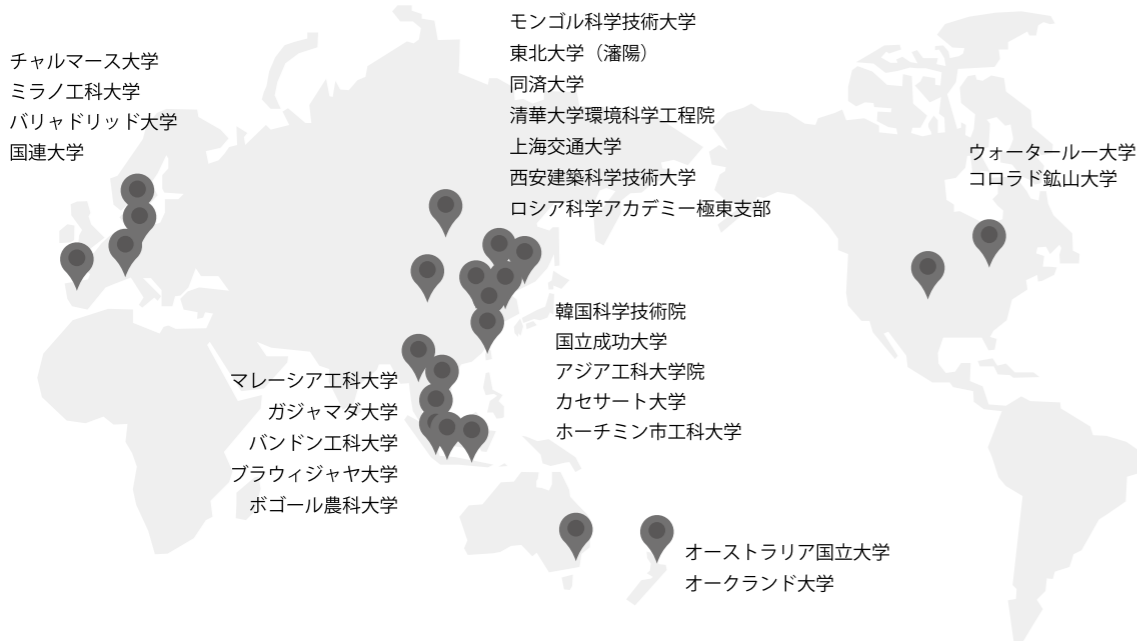 チャルマース大学
ミラノ工科大学
バリャドリッド大学
国連大学
モンゴル科学技術大学
東北大学（瀋陽）
同済大学
清華大学環境科学工程院
上海交通大学
西安建築科学技術大学
ロシア科学アカデミー極東支部
ウォータールー大学
コロラド鉱山大学
韓国科学技術院
国立成功大学
アジア工科大学院
カセサート大学
ホーチミン市工科大学
マレーシア工科大学
ガジャマダ大学
バンドン工科大学
ブラウィジャヤ大学
ボゴール農科大学
オーストラリア国立大学
オークランド大学